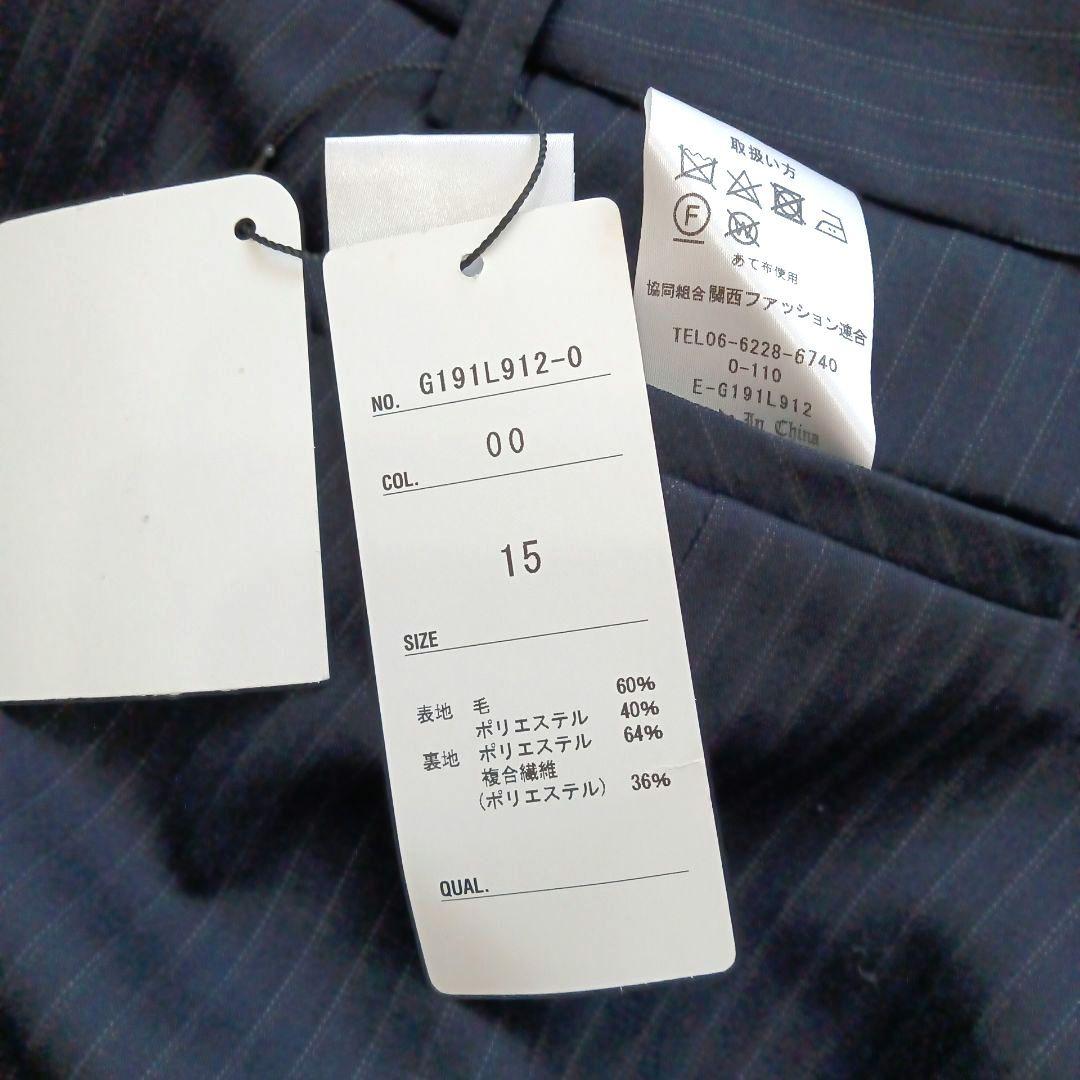 NO. G191L912-0
COL. 00
15
SIZE
表地 毛 60%
ポリエステル 40%
裏地 ポリエステル 64%
複合繊維
(ポリエステル) 36%
QUAL.
取扱い方
F
W
あて布使用
協同組合関西ファッション連合
TEL06-6228-6740
0-110
E-G191L912
In China